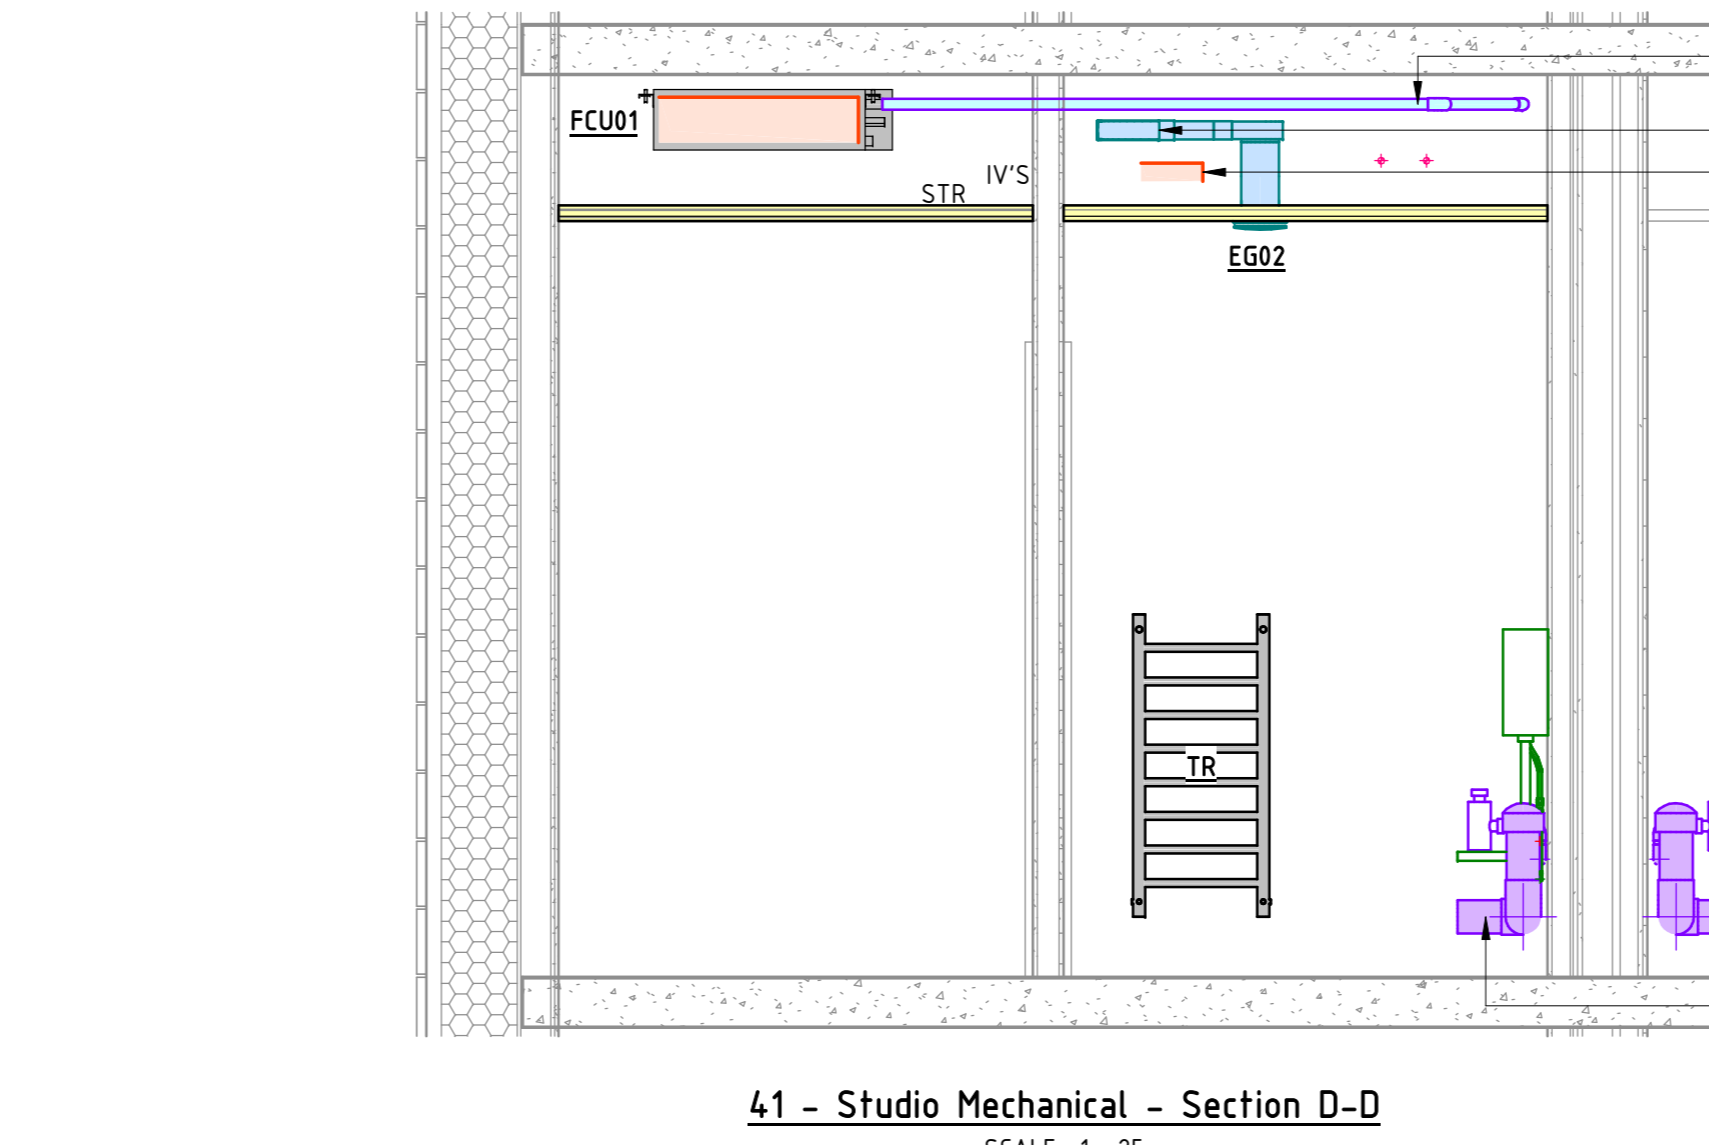 FCU01
IV'S
STR
EG02
TR
41 - Studio Mechanical - Section D-D